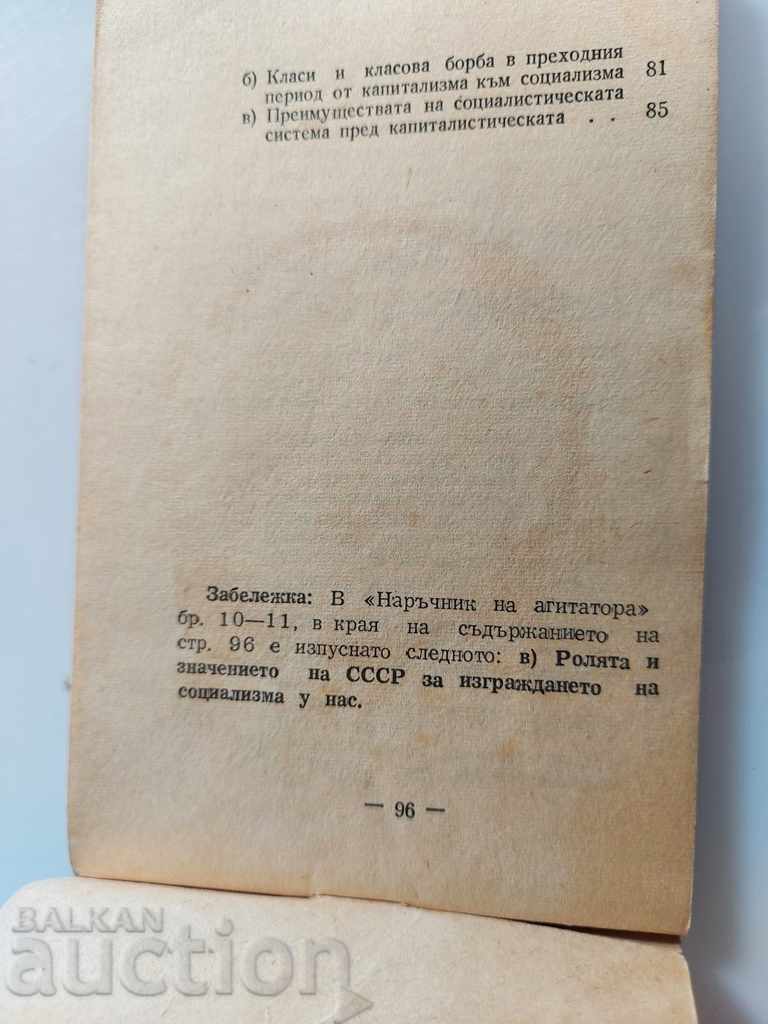 б) Класи и класова борба в преходния
период от капитализма към социализма 81
в) Преимуществата на социалистическата
система пред капиталистическата . . 85
Забележка: В «Наръчник на агитатора»
бр. 10—11, в края на съдържанието на
стр. 96 е изпуснато следното: в) Ролята и
значението на СССР за изграждането на
социализма у нас.
— 96 —
BALKAN
auction